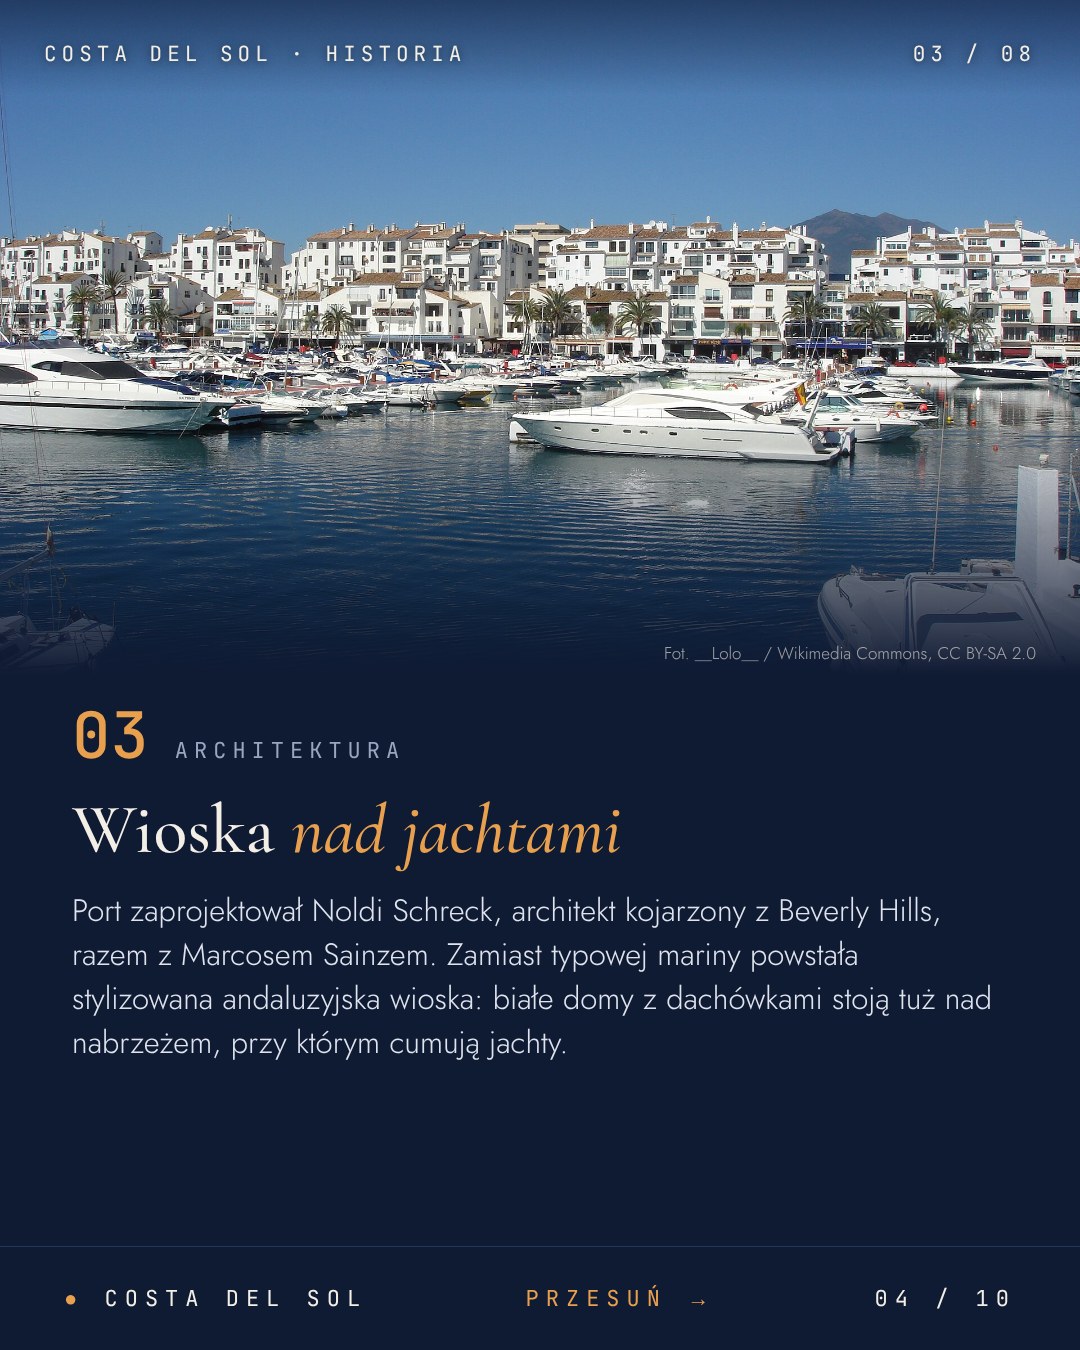 COSTA DEL SOL · HISTORIA
03 / 08
Fot. __Lolo__ / Wikimedia Commons, CC BY-SA 2.0
03 ARCHITEKTURA
Wioska nad jachtami
Port zaprojektował Noldi Schreck, architekt kojarzony z Beverly Hills,
razem z Marcosem Sainzem. Zamiast typowej mariny powstała
stylizowana andaluzyjska wioska: białe domy z dachówkami stoją tuż nad
nabrzeżem, przy którym cumują jachty.
● COSTA DEL SOL
PRZESUŃ →
04 / 10